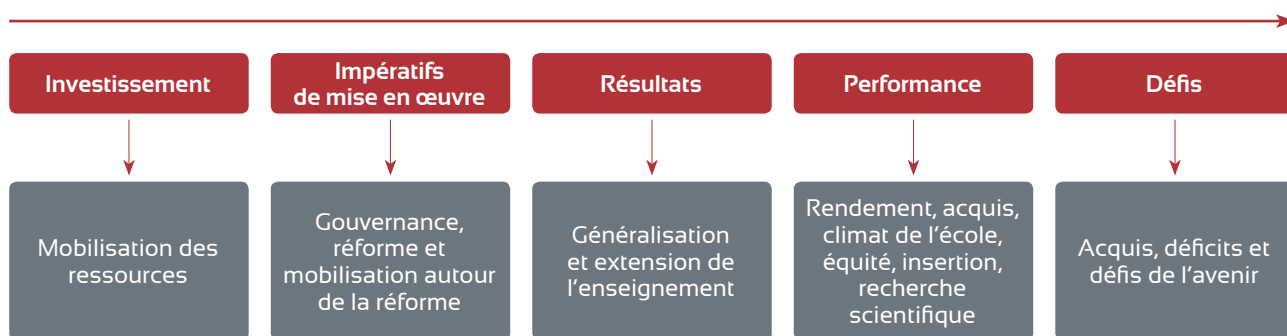 Investissement
Impératifs
de mise en œuvre
Résultats
Performance
Défis
Mobilisation des
ressources
Gouvernance,
réforme et
mobilisation autour
de la réforme
Généralisation
et extension de
l'enseignement
Rendement, acquis,
climat de l'école,
équité, insertion,
recherche
scientifique
Acquis, déficits et
défis de l'avenir